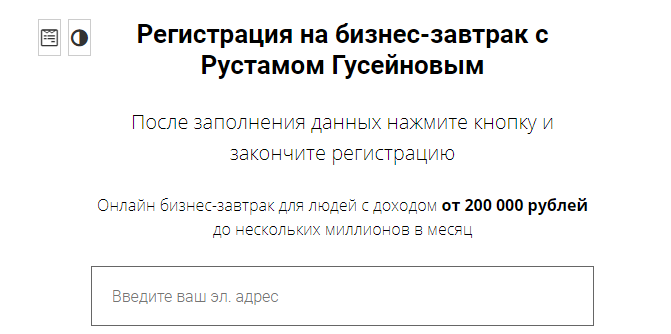 Регистрация на бизнес-завтрак с
Рустамом Гусейновым
После заполнения данных нажмите кнопку и
закончите регистрацию
Онлайн бизнес-завтрак для людей с доходом от 200 000 рублей
до нескольких миллионов в месяц
Введите ваш эл. адрес